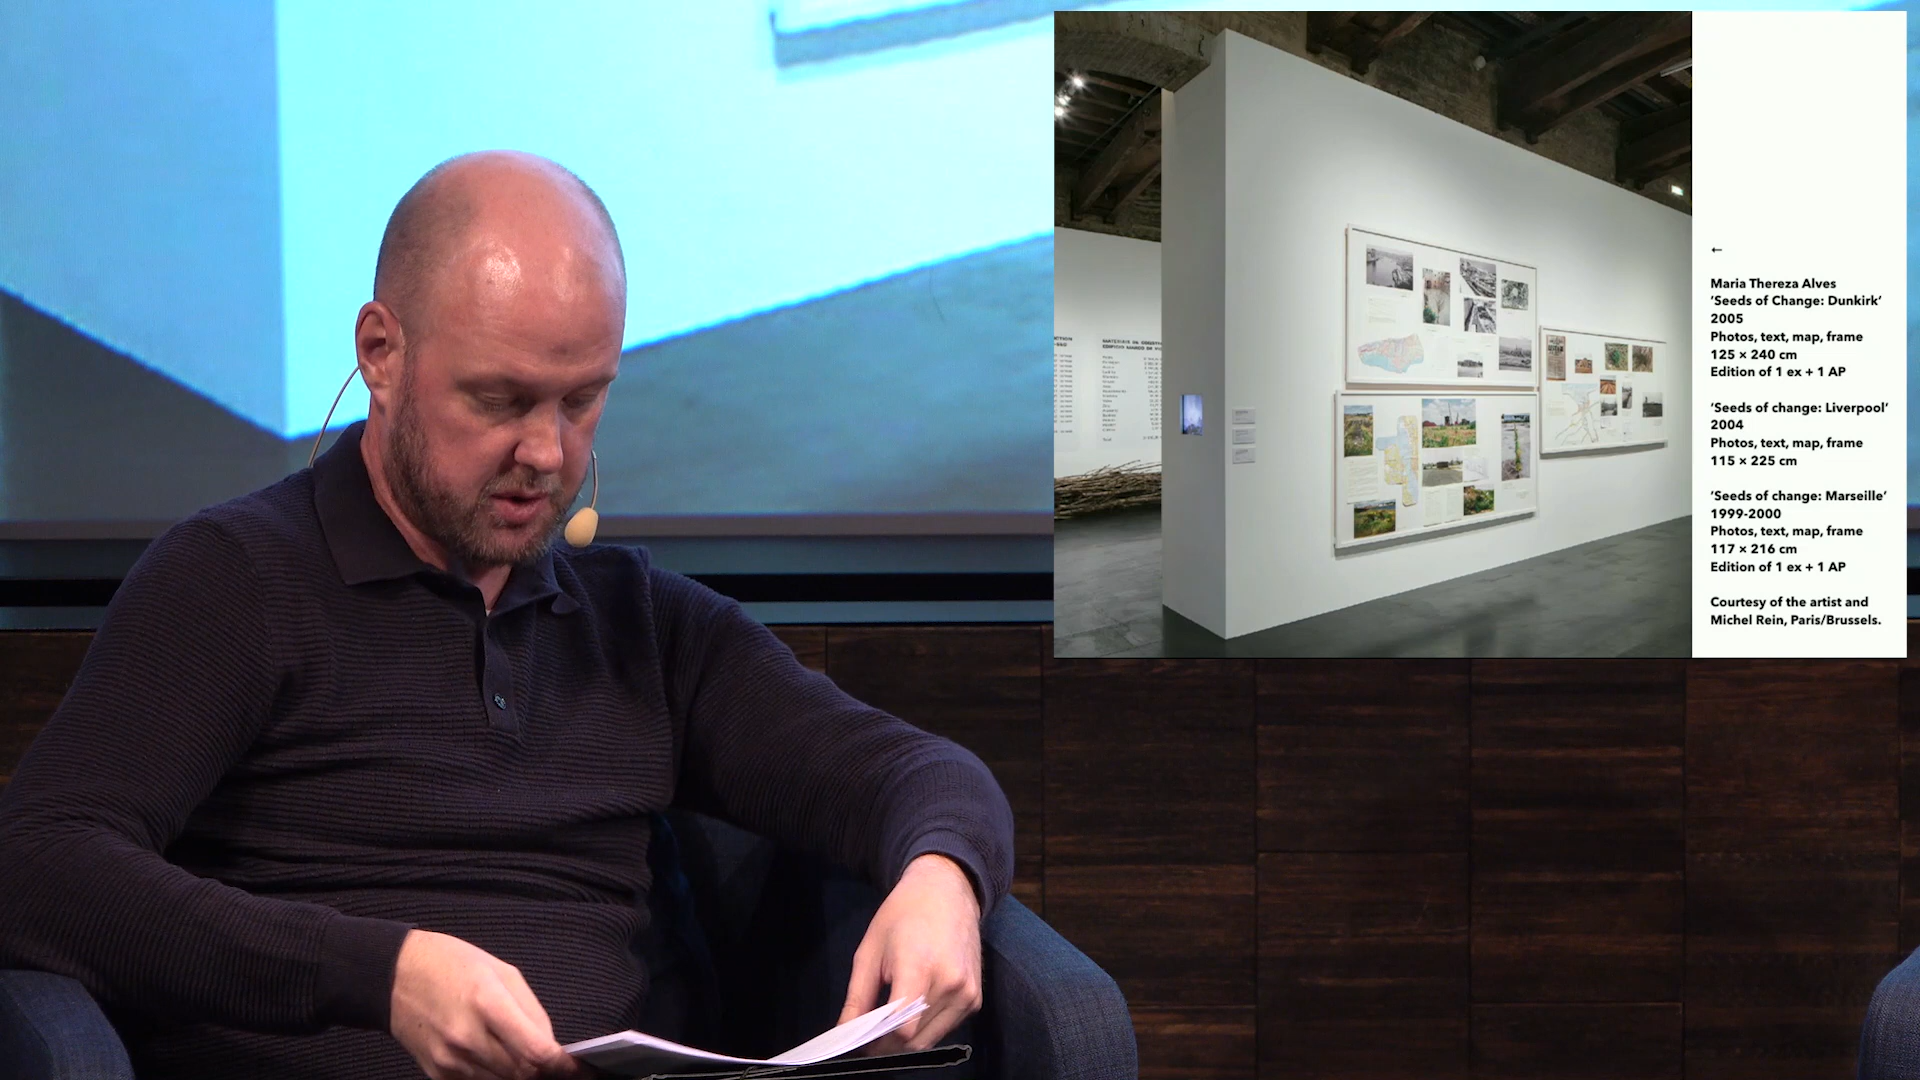 ←
Maria Thereza Alves
‘Seeds of Change: Dunkirk’
2005
Photos, text, map, frame
125 × 240 cm
Edition of 1 ex + 1 AP
‘Seeds of change: Liverpool’
2004
Photos, text, map, frame
115 × 225 cm
‘Seeds of change: Marseille’
1999-2000
Photos, text, map, frame
117 × 216 cm
Edition of 1 ex + 1 AP
Courtesy of the artist and
Michel Rein, Paris/Brussels.